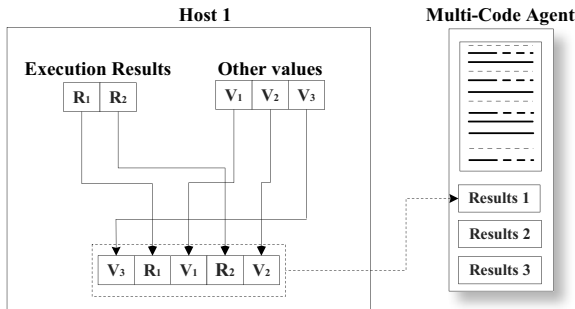 Host 1
Multi-Code Agent
Execution Results
Other values
R1 R2
V1 V2 V3
Results 1
Results 2
V3 R1 V1 R2 V2
Results 3